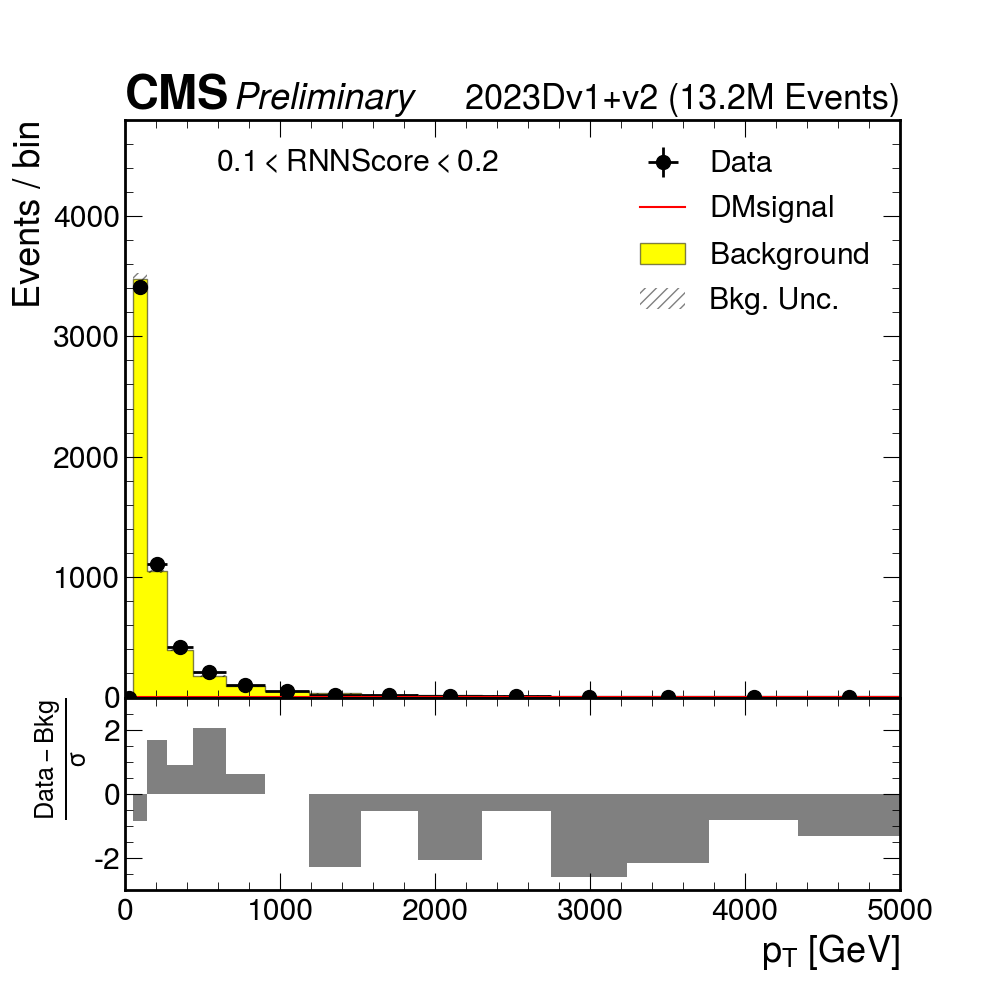 CMS Preliminary 2023Dv1+v2 (13.2M Events)
Events / bin
0.1 < RNNScore < 0.2
Data
DMsignal
Background
Bkg. Unc.
4000
3000
2000
1000
0
Data – Bkg
σ
2
0
-2
0 1000 2000 3000 4000 5000
pT [GeV]